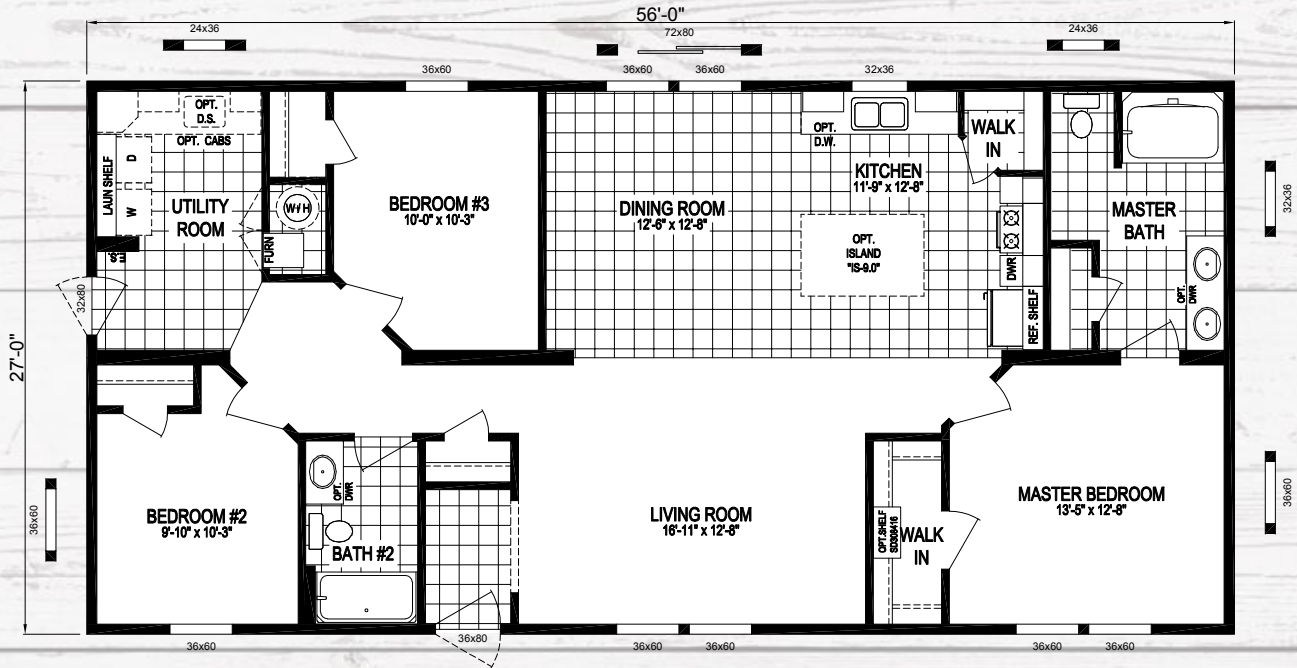 56'-0"
24x36
72x80
24x36
36x60
36x60
36x60
32x36
OPT.
D.S.
OPT. CABS
LAUN SHELF
D
W
UTILITY
ROOM
W/H
FURN
BEDROOM #3
10'-0" x 10'-3"
DINING ROOM
12'-6" x 12'-8"
OPT.
D.W.
KITCHEN
11'-9" x 12'-8"
WALK
IN
OPT.
ISLAND
"IS-9.0"
DWR
REF. SHELF
MASTER
BATH
OPT.
DWR
32x36
32x80
27'-0"
BEDROOM #2
9'-10" x 10'-3"
36x60
OPT.
DWR
BATH #2
LIVING ROOM
16'-11" x 12'-8"
OPT.SHELF
SD308416
WALK
IN
MASTER BEDROOM
13'-5" x 12'-8"
36x60
36x60
36x80
36x60
36x60
36x60
36x60